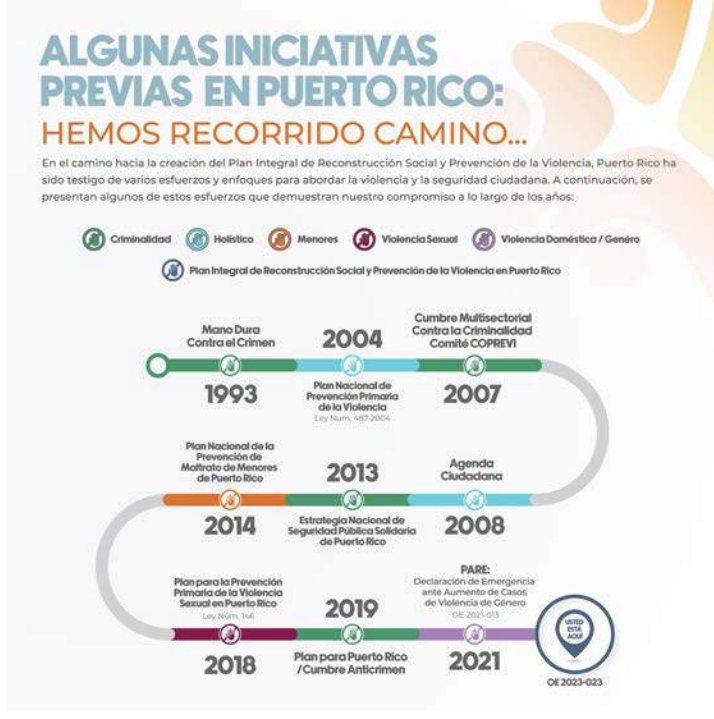 ALGUNAS INICIATIVAS
PREVIAS EN PUERTO RICO:
HEMOS RECORRIDO CAMINO...
En el camino hacia la creación del Plan Integral de Reconstrucción Social y Prevención de la Violencia, Puerto Rico ha
sido testigo de varios esfuerzos y enfoques para abordar la violencia y la seguridad ciudadana. A continuación, se
presentan algunos de estos esfuerzos que demuestran nuestro compromiso a lo largo de los años:
Criminalidad
Holístico
Menores
Violencia Sexual
Violencia Doméstica / Genéro
Plan Integral de Reconstrucción Social y Prevención de la Violencia en Puerto Rico
Mano Dura
Contra el Crimen
1993
2004
Plan Nacional de
Prevención Primaria
de la Violencia
Ley Num. 487-2004
Cumbre Multisectorial
Contra la Criminalidad
Comité COPREVI
2007
Agenda
Ciudadana
2008
2013
Estrategia Nacional de
Seguridad Pública Solidaria
de Puerto Rico
Plan Nacional de la
Prevención de
Maltrato de Menores
de Puerto Rico
2014
Plan para la Prevención
Primaria de la Violencia
Sexual en Puerto Rico
Ley Núm. 146
2018
2019
Plan para Puerto Rico
/Cumbre Anticrimen
PARE:
Declaración de Emergencia
ante Aumento de Casos
de Violencia de Género
OE-2021-013
2021
USTED
ESTÁ
AQUÍ
OE 2023-023